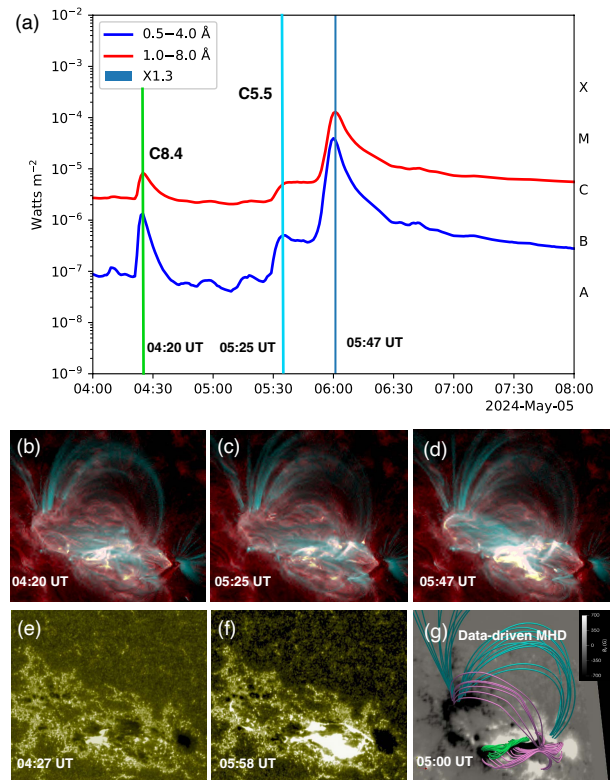 (a)
10⁻²
10⁻³
10⁻⁴
10⁻⁵
10⁻⁶
10⁻⁷
10⁻⁸
10⁻⁹
Watts m⁻²
0.5−4.0 Å
1.0−8.0 Å
X1.3
C8.4
C5.5
X
M
C
B
A
04:20 UT
05:25 UT
05:47 UT
04:00 04:30 05:00 05:30 06:00 06:30 07:00 07:30 08:00
2024-May-05
(b)
04:20 UT
(c)
05:25 UT
(d)
05:47 UT
(e)
04:27 UT
(f)
05:58 UT
(g)
Data-driven MHD
700
350
0
-350
-700
05:00 UT